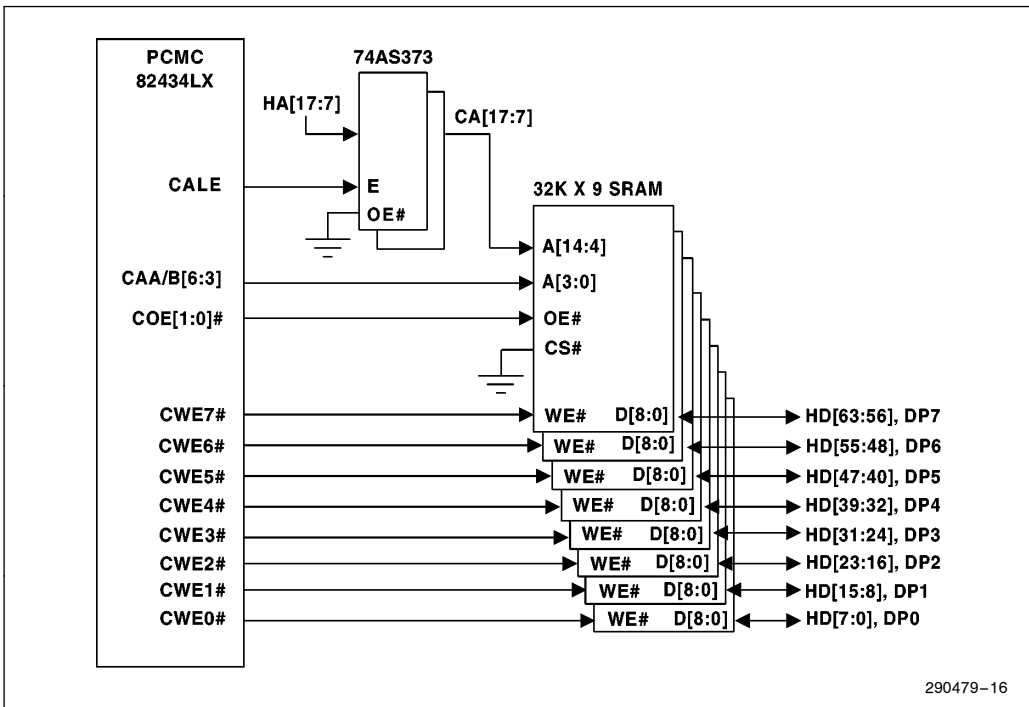 PCMC
82434LX
74AS373
HA[17:7]
CA[17:7]
CALE
E
OE#
32K X 9 SRAM
A[14:4]
CAA/B[6:3]
A[3:0]
COE[1:0]#
OE#
CS#
CWE7#
WE# D[8:0]
HD[63:56], DP7
CWE6#
WE# D[8:0]
HD[55:48], DP6
CWE5#
WE# D[8:0]
HD[47:40], DP5
CWE4#
WE# D[8:0]
HD[39:32], DP4
CWE3#
WE# D[8:0]
HD[31:24], DP3
CWE2#
WE# D[8:0]
HD[23:16], DP2
CWE1#
WE# D[8:0]
HD[15:8], DP1
CWE0#
WE# D[8:0]
HD[7:0], DP0
290479–16